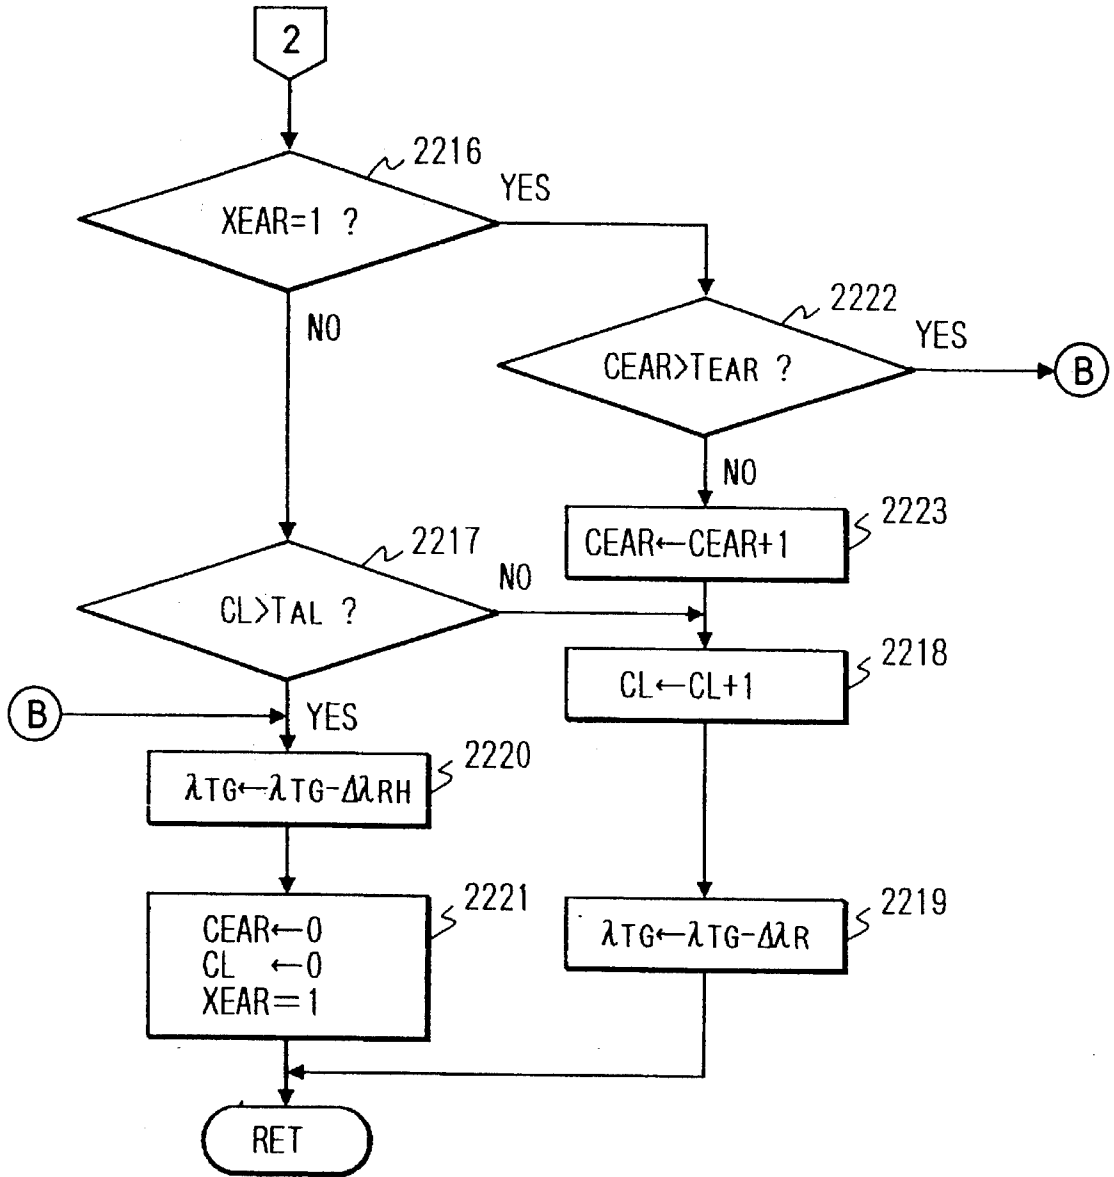 2
2216
XEAR=1 ?
YES
NO
2222
CEAR>TEAR ?
YES
B
NO
2223
CEAR←CEAR+1
2217
CL>TAL ?
NO
2218
CL←CL+1
B
YES
2220
λTG←λTG-ΔλRH
2221
CEAR←0
CL ←0
XEAR=1
2219
λTG←λTG-ΔλR
RET